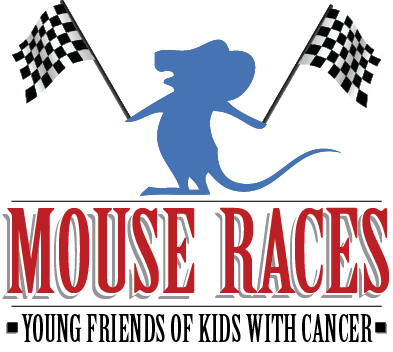 MOUSE RACES
YOUNG FRIENDS OF KIDS WITH CANCER